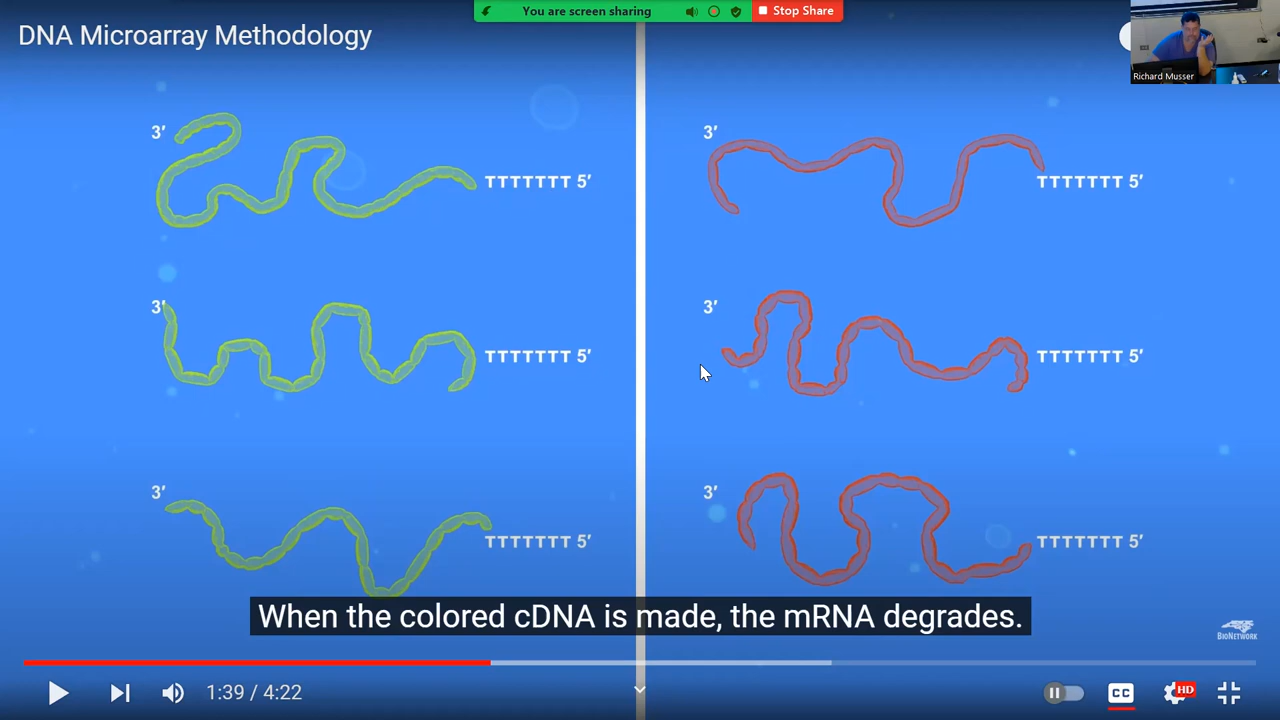 You are screen sharing
Stop Share
DNA Microarray Methodology
Richard Musser
3′
TTTTTTT 5′
3′
TTTTTTT 5′
3′
TTTTTTT 5′
3′
TTTTTTT 5′
3′
TTTTTTT 5′
3′
TTTTTTT 5′
When the colored cDNA is made, the mRNA degrades.
BIONETWORK
1:39 / 4:22
CC
HD